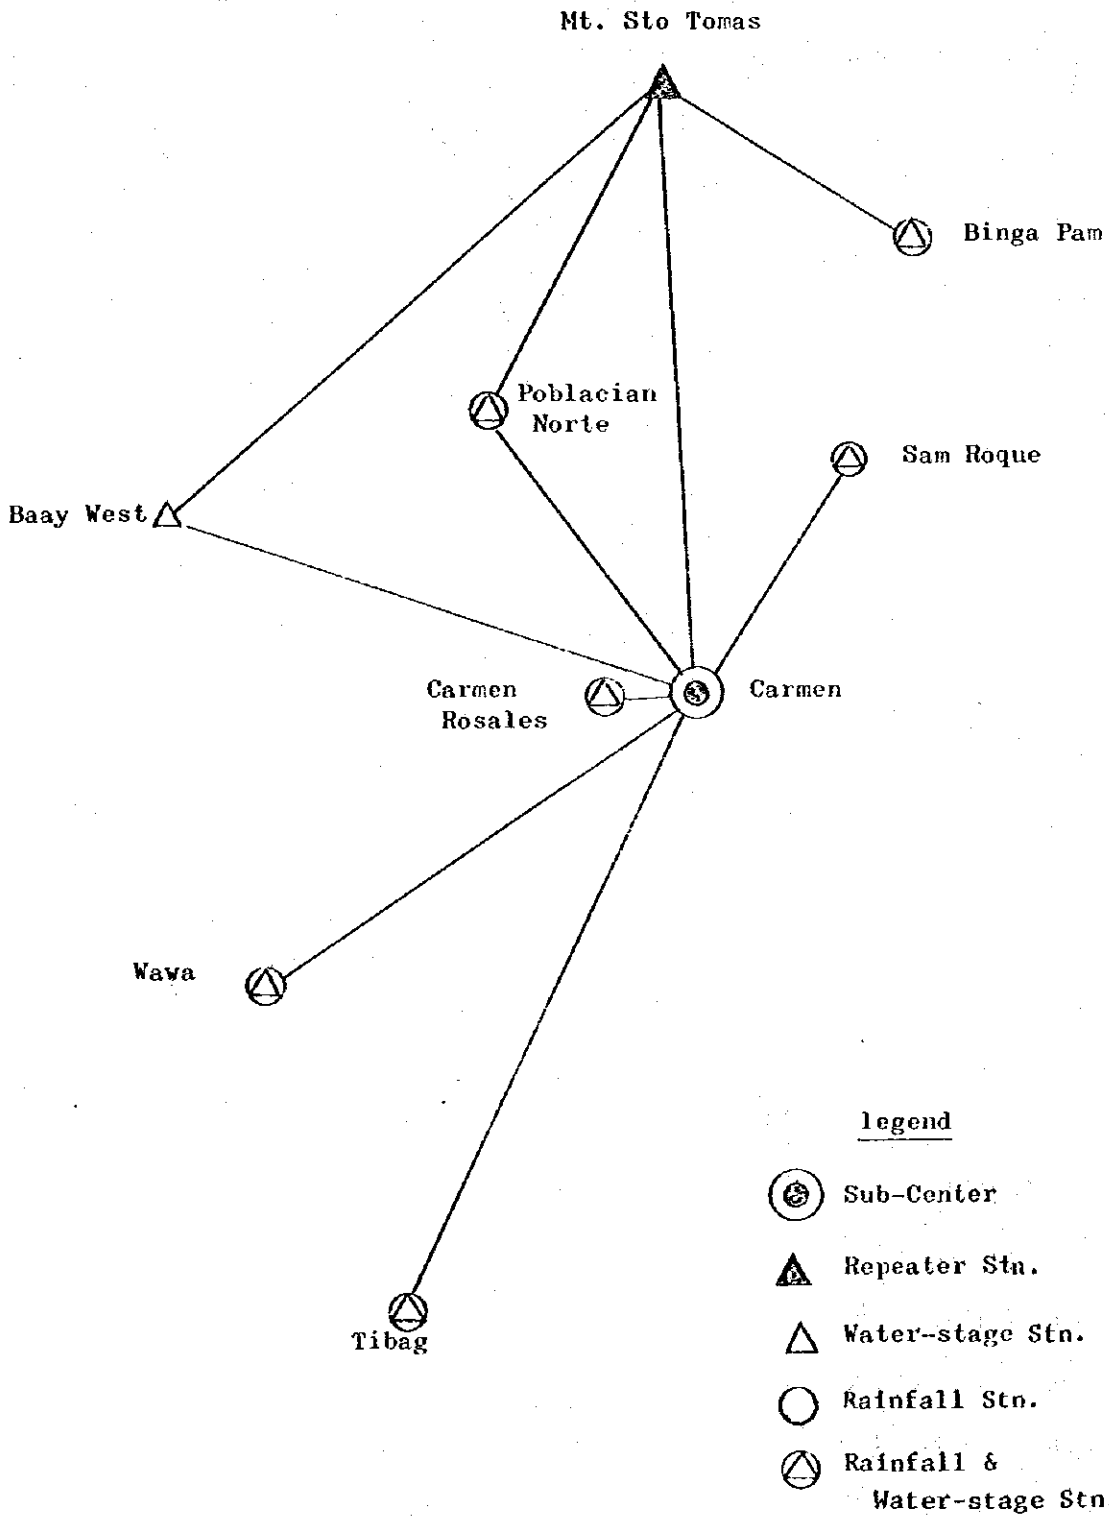 Mt. Sto Tomas
Binga Pam
Poblacian
Norte
Sam Roque
Baay West
Carmen
Rosales
Carmen
Wawa
Tibag
legend
Sub-Center
Repeater Stn.
Water-stage Stn.
Rainfall Stn.
Rainfall &
Water-stage Stn